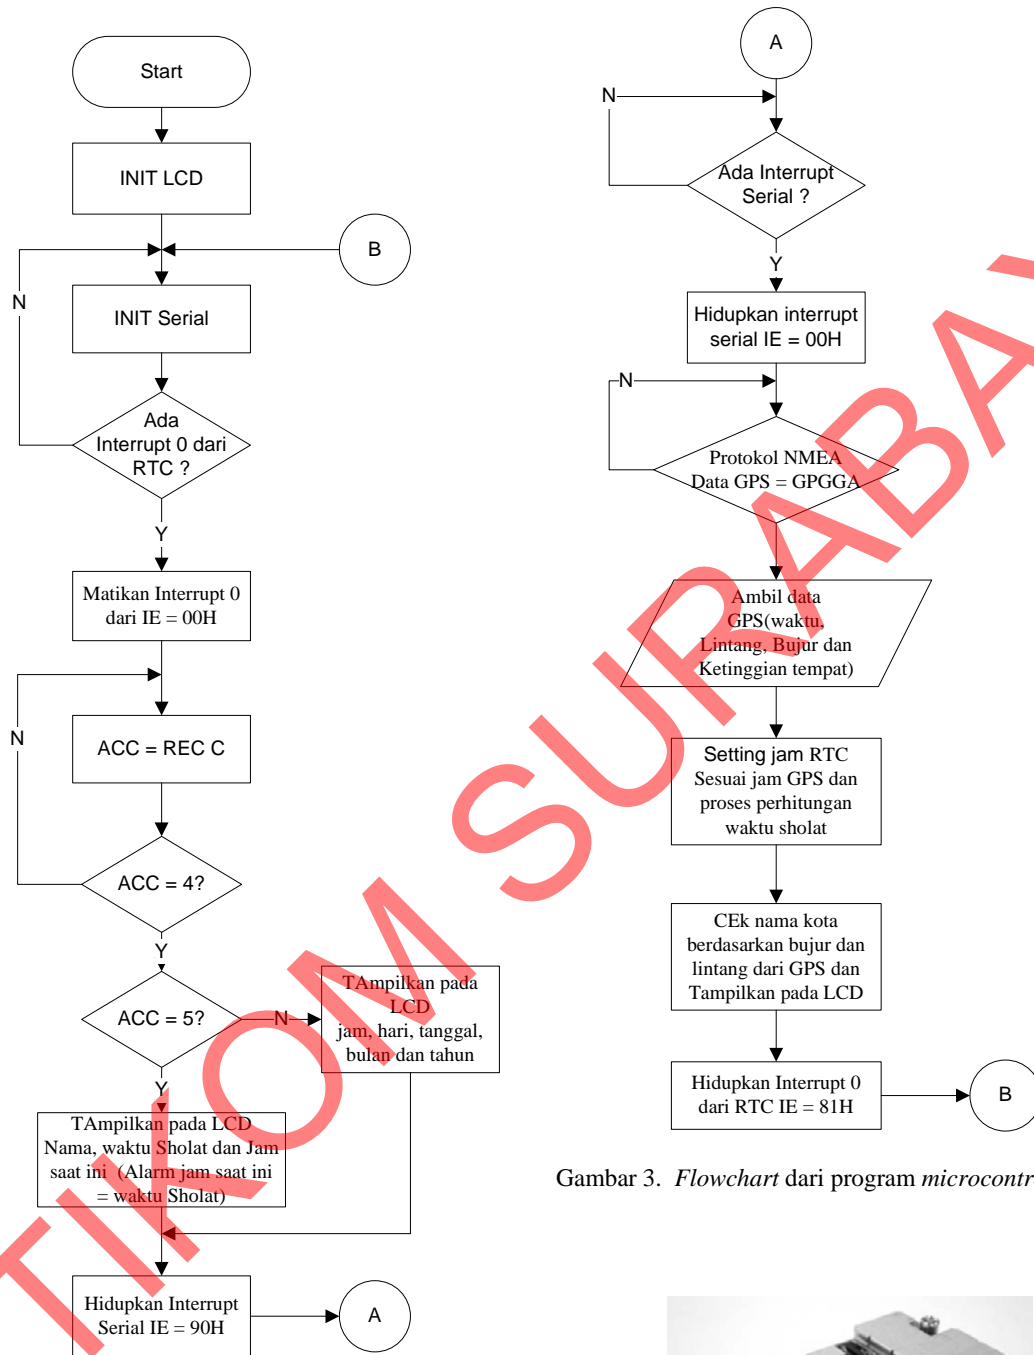 Start
INIT LCD
B
N
INIT Serial
Ada
Interrupt 0 dari
RTC ?
Y
Matikan Interrupt 0
dari IE = 00H
N
ACC = REC C
ACC = 4?
Y
ACC = 5?
N
TAmpilkan pada
LCD
jam, hari, tanggal,
bulan dan tahun
Y
TAmpilkan pada LCD
Nama, waktu Sholat dan Jam
saat ini (Alarm jam saat ini
= waktu Sholat)
Hidupkan Interrupt
Serial IE = 90H
A
A
N
Ada Interrupt
Serial ?
Y
Hidupkan interrupt
serial IE = 00H
N
Protokol NMEA
Data GPS = GPGGA
Ambil data
GPS(waktu,
Lintang, Bujur dan
Ketinggian tempat)
Setting jam RTC
Sesuai jam GPS dan
proses perhitungan
waktu sholat
CEk nama kota
berdasarkan bujur dan
lintang dari GPS dan
Tampilkan pada LCD
Hidupkan Interrupt 0
dari RTC IE = 81H
B
Gambar 3. Flowchart dari program microcontr
TIKOM SURABAY